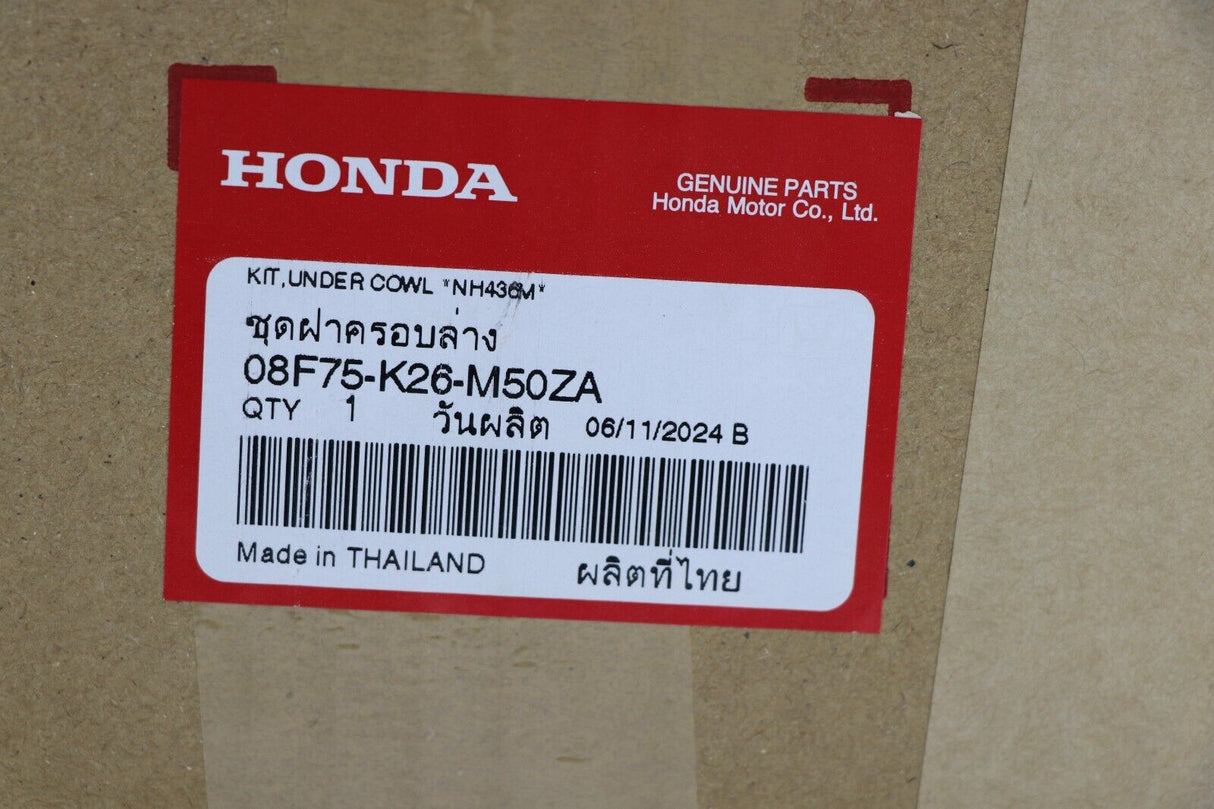 HONDA
GENUINE PARTS
Honda Motor Co., Ltd.
KIT,UNDER COWL *NH436M*
ชุดฝาครอบล่าง
08F75-K26-M50ZA
QTY 1 วันผลิต 06/11/2024 B
Made in THAILAND ผลิตที่ไทย